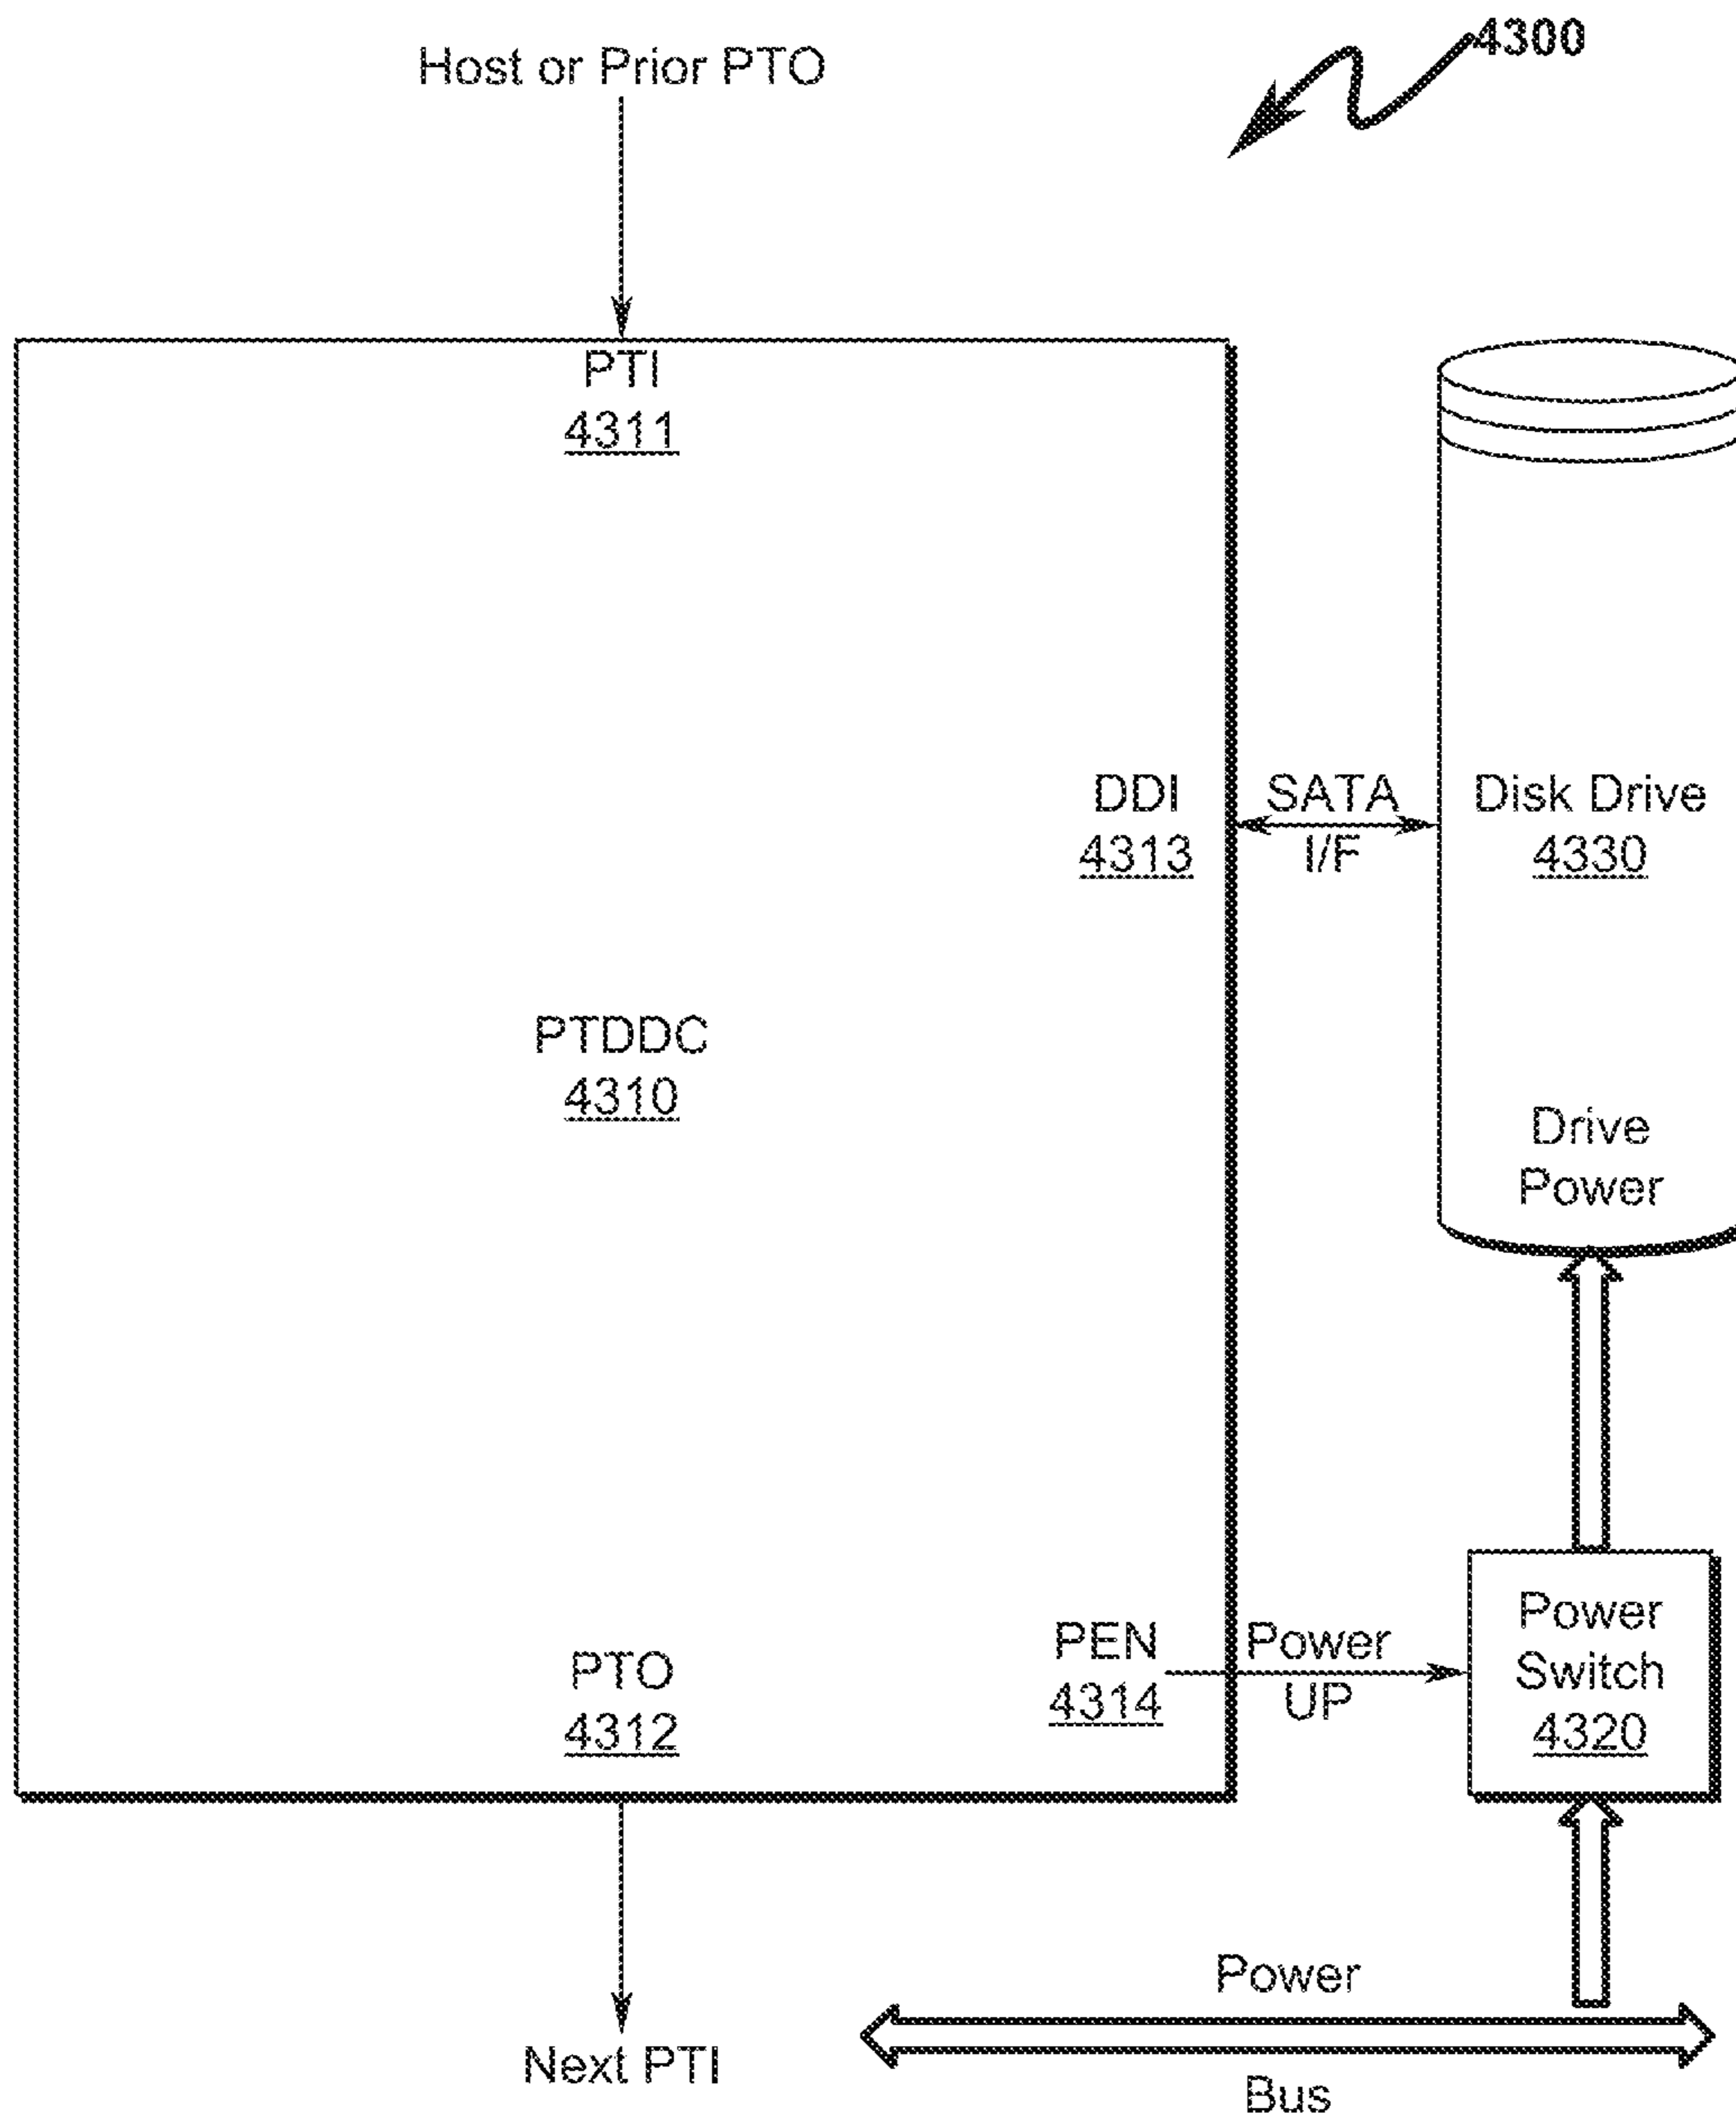 4300
Host or Prior PTO
PTI
4311
DDI
4313
SATA
I/F
Disk Drive
4330
PTDDC
4310
Drive
Power
PTO
4312
PEN
4314
Power
UP
Power
Switch
4320
Next PTI
Power
Bus